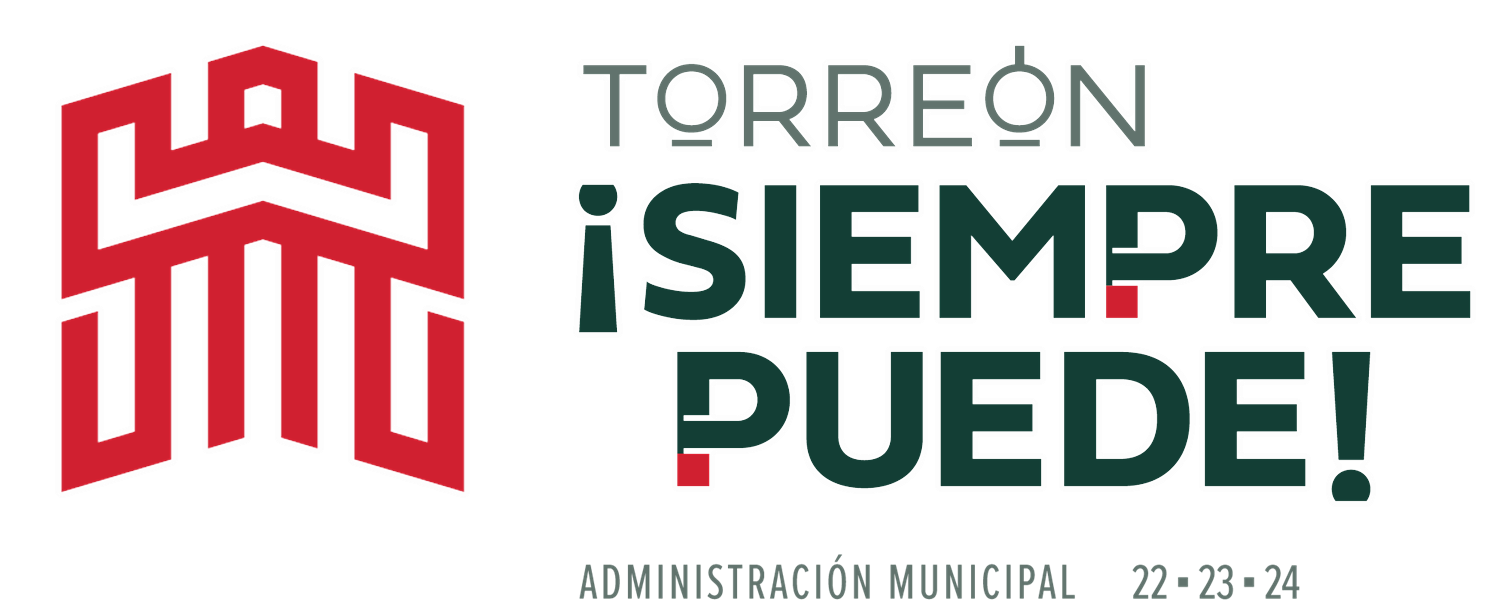 TORREÓN
¡SIEMPRE
PUEDE!
ADMINISTRACIÓN MUNICIPAL 22▪23▪24